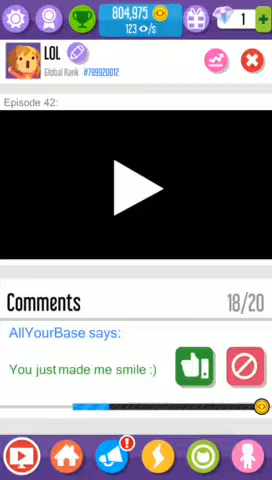 804,975
123 /s
1
LOL
Global Rank #799920012
Episode 42:
Comments 18/20
AllYourBase says:
You just made me smile :)